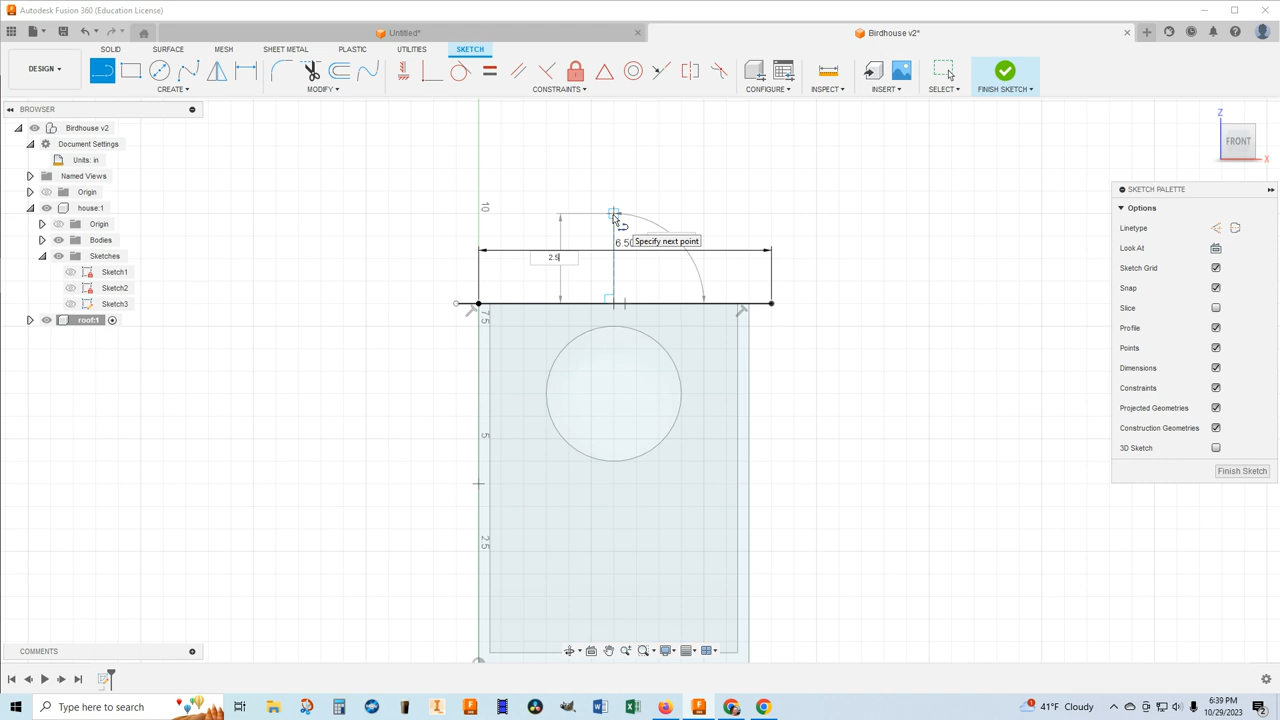 Autodesk Fusion 360 (Education License)
Untitled*
Birdhouse v2*
SOLID SURFACE MESH SHEET METAL PLASTIC UTILITIES SKETCH
DESIGN
CREATE MODIFY CONSTRAINTS CONFIGURE INSPECT INSERT SELECT FINISH SKETCH
BROWSER
Birdhouse v2
Document Settings
Units: in
Named Views
Origin
house:1
Origin
Bodies
Sketches
Sketch1
Sketch2
Sketch3
roof:1
COMMENTS
10
6.50
Specify next point
2.5
7.5
5
2.5
Z
FRONT
X
SKETCH PALETTE
Options
Linetype
Look At
Sketch Grid
Snap
Slice
Profile
Points
Dimensions
Constraints
Projected Geometries
Construction Geometries
3D Sketch
Finish Sketch
Type here to search
41°F Cloudy
6:39 PM
10/29/2023
2